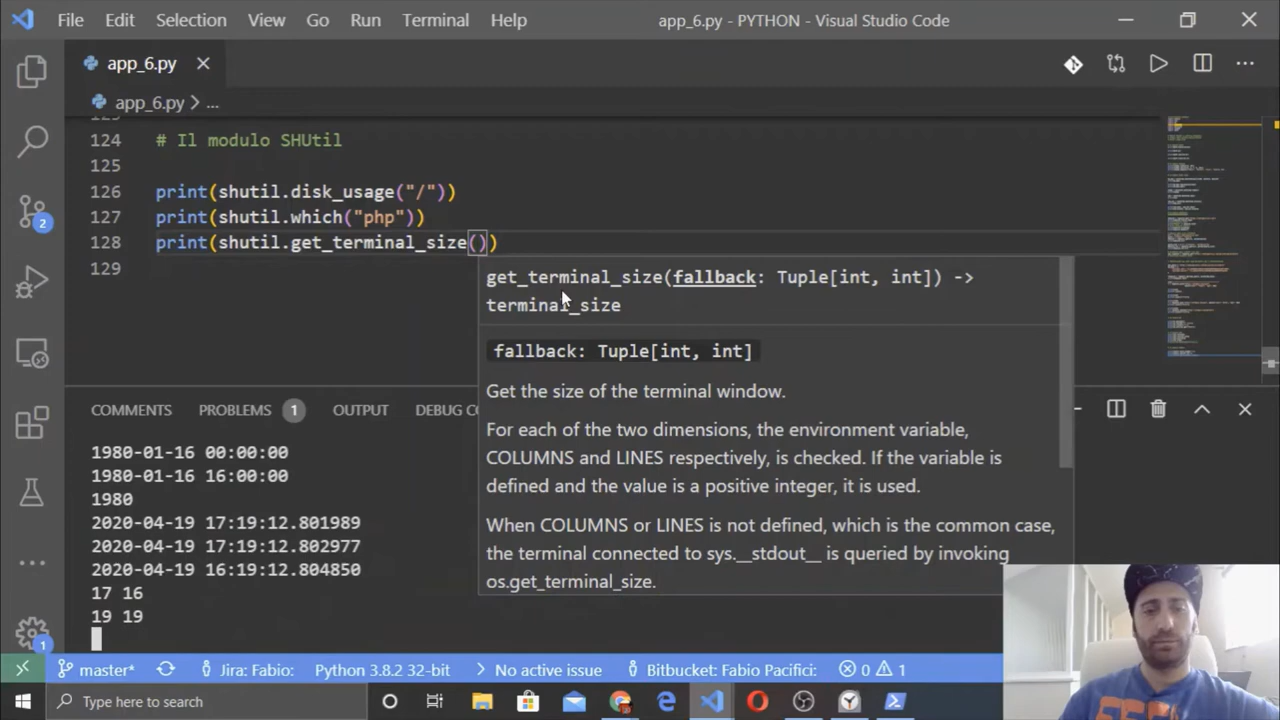 File Edit Selection View Go Run Terminal Help app_6.py - PYTHON - Visual Studio Code
app_6.py
app_6.py > ...
124 # Il modulo SHUtil
125
126 print(shutil.disk_usage("/"))
127 print(shutil.which("php"))
128 print(shutil.get_terminal_size())
129
get_terminal_size(fallback: Tuple[int, int]) ->
terminal_size
fallback: Tuple[int, int]
Get the size of the terminal window.
For each of the two dimensions, the environment variable,
COLUMNS and LINES respectively, is checked. If the variable is
defined and the value is a positive integer, it is used.
When COLUMNS or LINES is not defined, which is the common case,
the terminal connected to sys.__stdout__ is queried by invoking
os.get_terminal_size.
COMMENTS PROBLEMS 1 OUTPUT DEBUG CO
1980-01-16 00:00:00
1980-01-16 16:00:00
1980
2020-04-19 17:19:12.801989
2020-04-19 17:19:12.802977
2020-04-19 16:19:12.804850
17 16
19 19
2
1
master* Jira: Fabio: Python 3.8.2 32-bit No active issue Bitbucket: Fabio Pacifici: 0 1
Type here to search